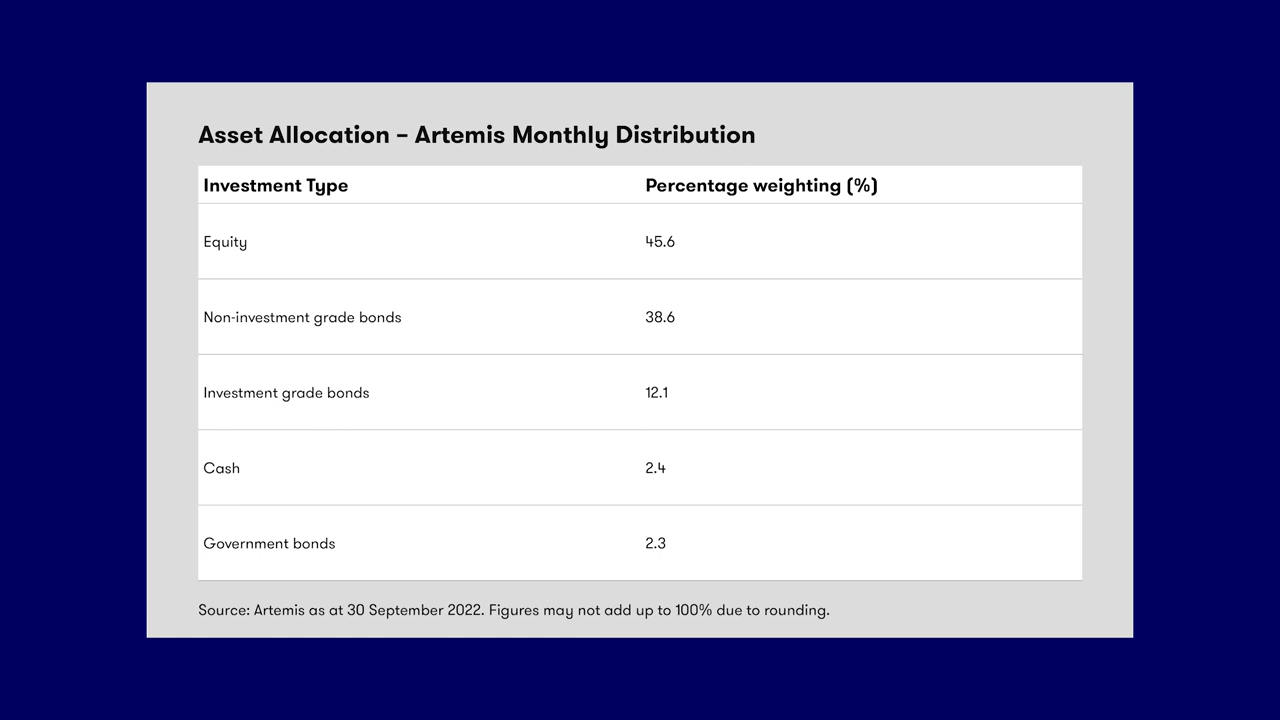 Asset Allocation – Artemis Monthly Distribution
Investment Type Percentage weighting (%)
Equity 45.6
Non-investment grade bonds 38.6
Investment grade bonds 12.1
Cash 2.4
Government bonds 2.3
Source: Artemis as at 30 September 2022. Figures may not add up to 100% due to rounding.